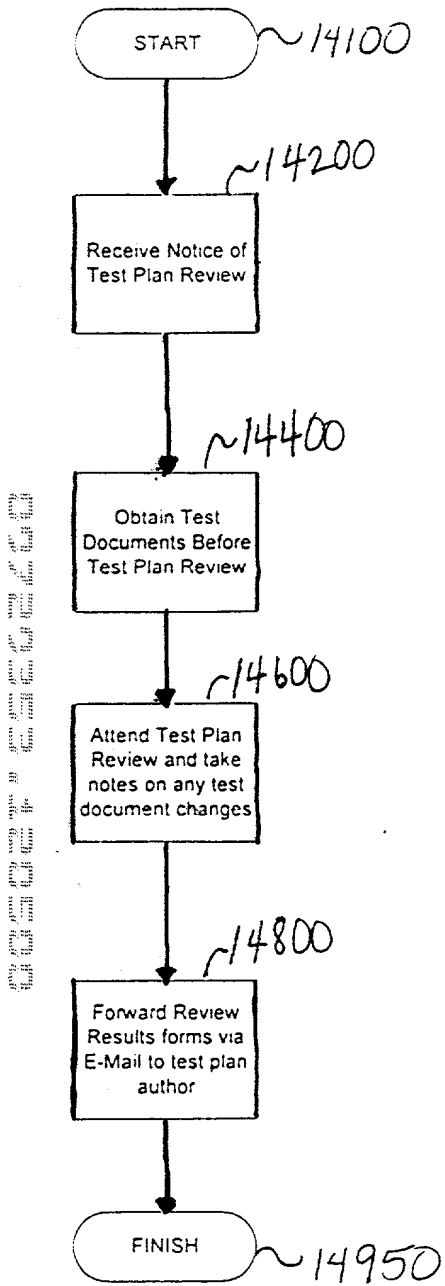 START
14100
14200
Receive Notice of
Test Plan Review
14400
Obtain Test
Documents Before
Test Plan Review
14600
Attend Test Plan
Review and take
notes on any test
document changes
14800
Forward Review
Results forms via
E-Mail to test plan
author
FINISH
14950